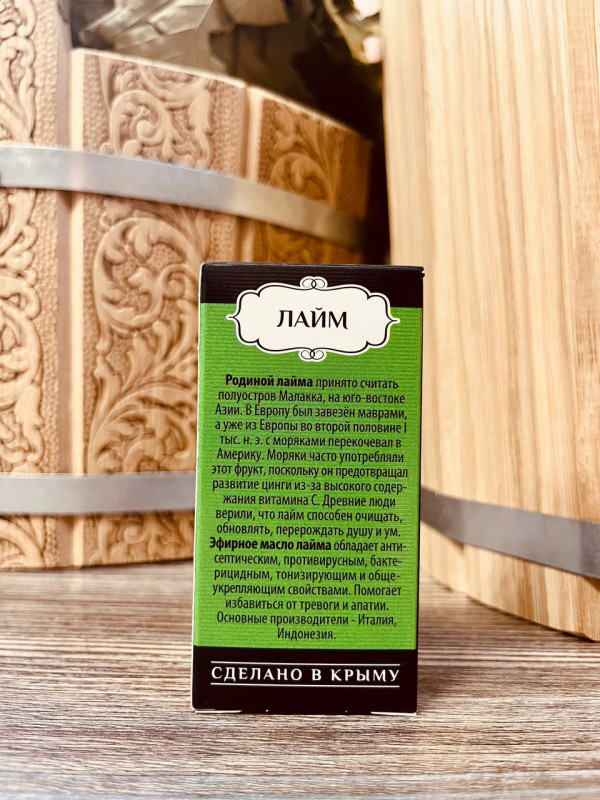 ЛАЙМ
Родиной лайма принято считать
полуостров Малакка, на юго-востоке
Азии. В Европу был завезён маврами,
а уже из Европы во второй половине I
тыс. н. э. с моряками перекочевал в
Америку. Моряки часто употребляли
этот фрукт, поскольку он предотвращал
развитие цинги из-за высокого содер-
жания витамина С. Древние люди
верили, что лайм способен очищать,
обновлять, перерождать душу и ум.
Эфирное масло лайма обладает анти-
септическим, противирусным, бакте-
рицидным, тонизирующим и обще-
укрепляющим свойствами. Помогает
избавиться от тревоги и апатии.
Основные производители - Италия,
Индонезия.
СДЕЛАНО В КРЫМУ